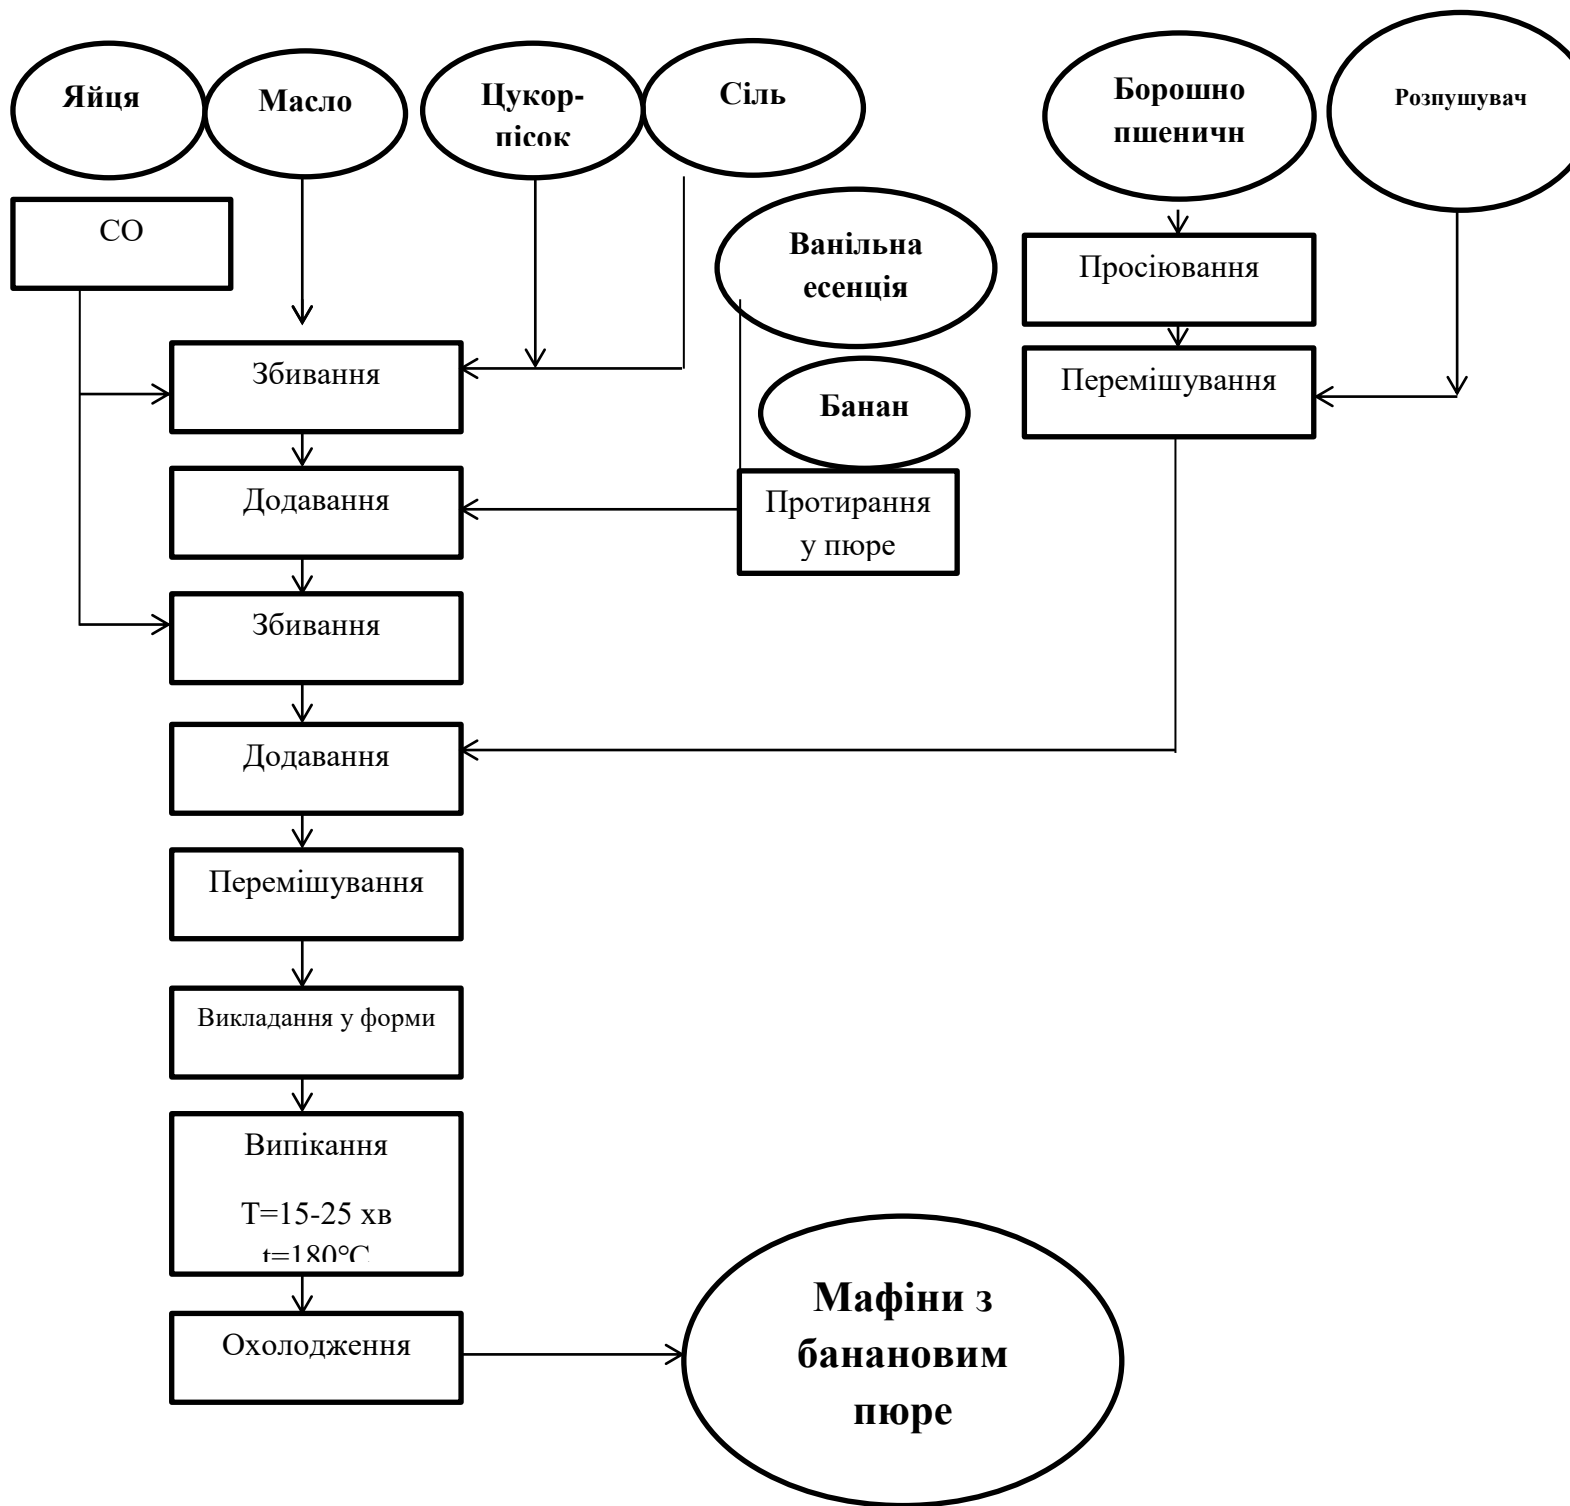 Яйця
Масло
Цукор-
пісок
Сіль
Борошно
пшеничн
Розпушувач
СО
Ванільна
есенція
Просіювання
Збивання
Перемішування
Банан
Додавання
Протирання
у пюре
Збивання
Додавання
Перемішування
Викладання у форми
Випікання
Т=15-25 хв
t=180°С
Охолодження
Мафіни з
банановим
пюре